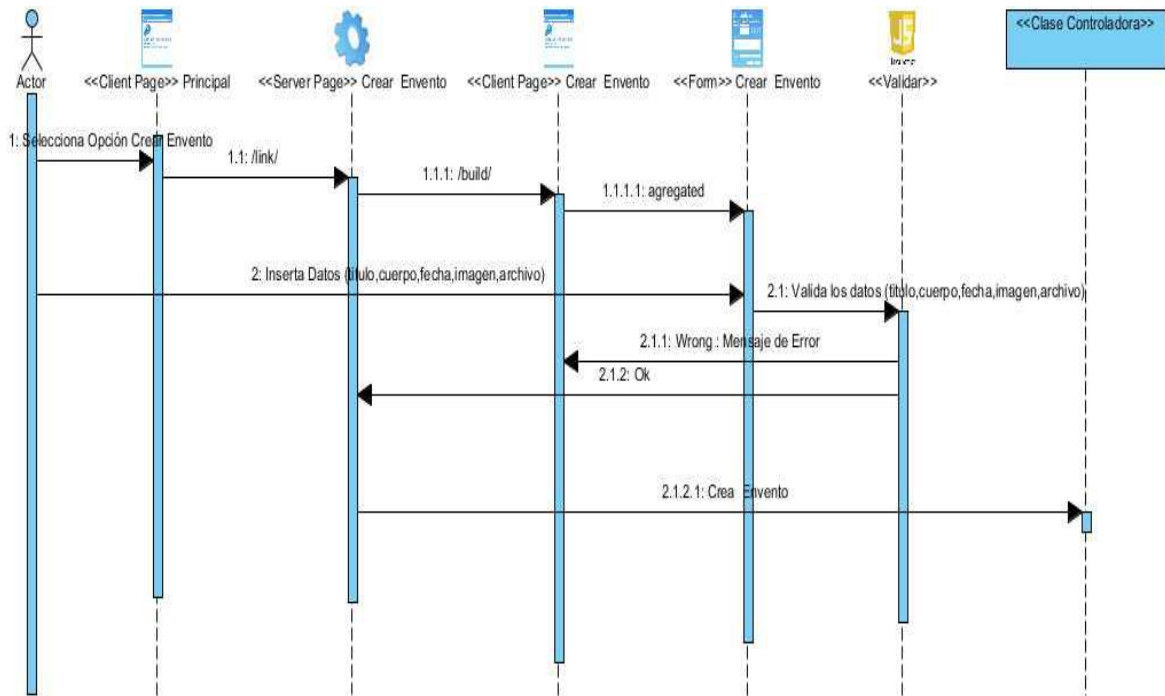 Actor
<<Client Page>> Principal
<<Server Page>> Crear Envento
<<Client Page>> Crear Envento
<<Form>> Crear Envento
JS
<<Validar>>
<<Clase Controladora>>
1: Selecciona Opción Crear Envento
1.1: /link/
1.1.1: /build/
1.1.1.1: agregated
2: Inserta Datos (titulo,cuerpo,fecha,imagen,archivo)
2.1: Valida los datos (titulo,cuerpo,fecha,imagen,archivo)
2.1.1: Wrong : Mensaje de Error
2.1.2: Ok
2.1.2.1: Crea Envento